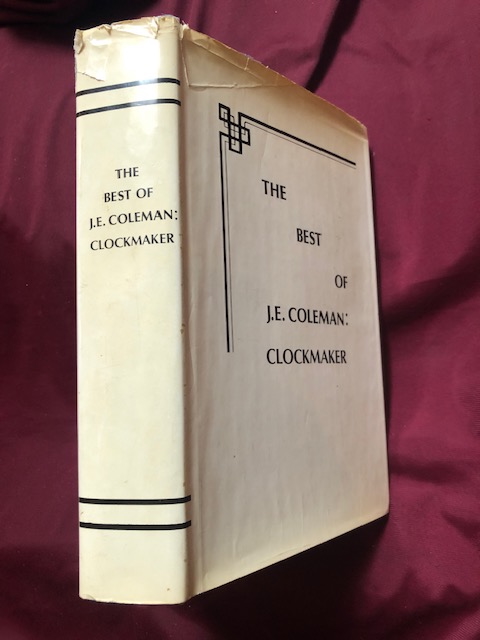 THE
BEST OF
J.E. COLEMAN:
CLOCKMAKER
THE
BEST
OF
J.E. COLEMAN:
CLOCKMAKER